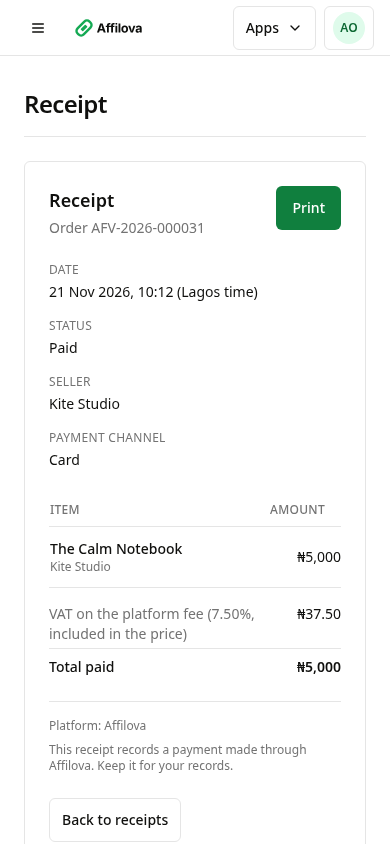 Affilova
Apps
AO
Receipt
Receipt
Print
Order AFV-2026-000031
DATE
21 Nov 2026, 10:12 (Lagos time)
STATUS
Paid
SELLER
Kite Studio
PAYMENT CHANNEL
Card
ITEM AMOUNT
The Calm Notebook
Kite Studio
₦5,000
VAT on the platform fee (7.50%, ₦37.50
included in the price)
Total paid ₦5,000
Platform: Affilova
This receipt records a payment made through
Affilova. Keep it for your records.
Back to receipts